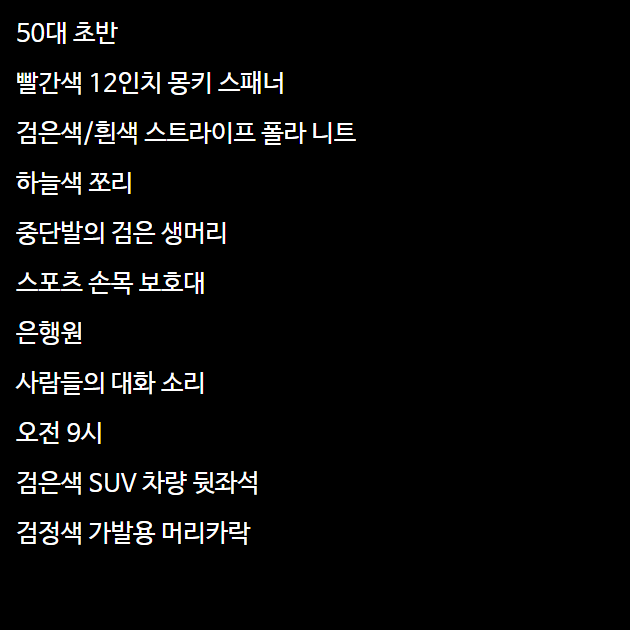 50대 초반
빨간색 12인치 몽키 스패너
검은색/흰색 스트라이프 폴라 니트
하늘색 쪼리
중단발의 검은 생머리
스포츠 손목 보호대
은행원
사람들의 대화 소리
오전 9시
검은색 SUV 차량 뒷좌석
검정색 가발용 머리카락